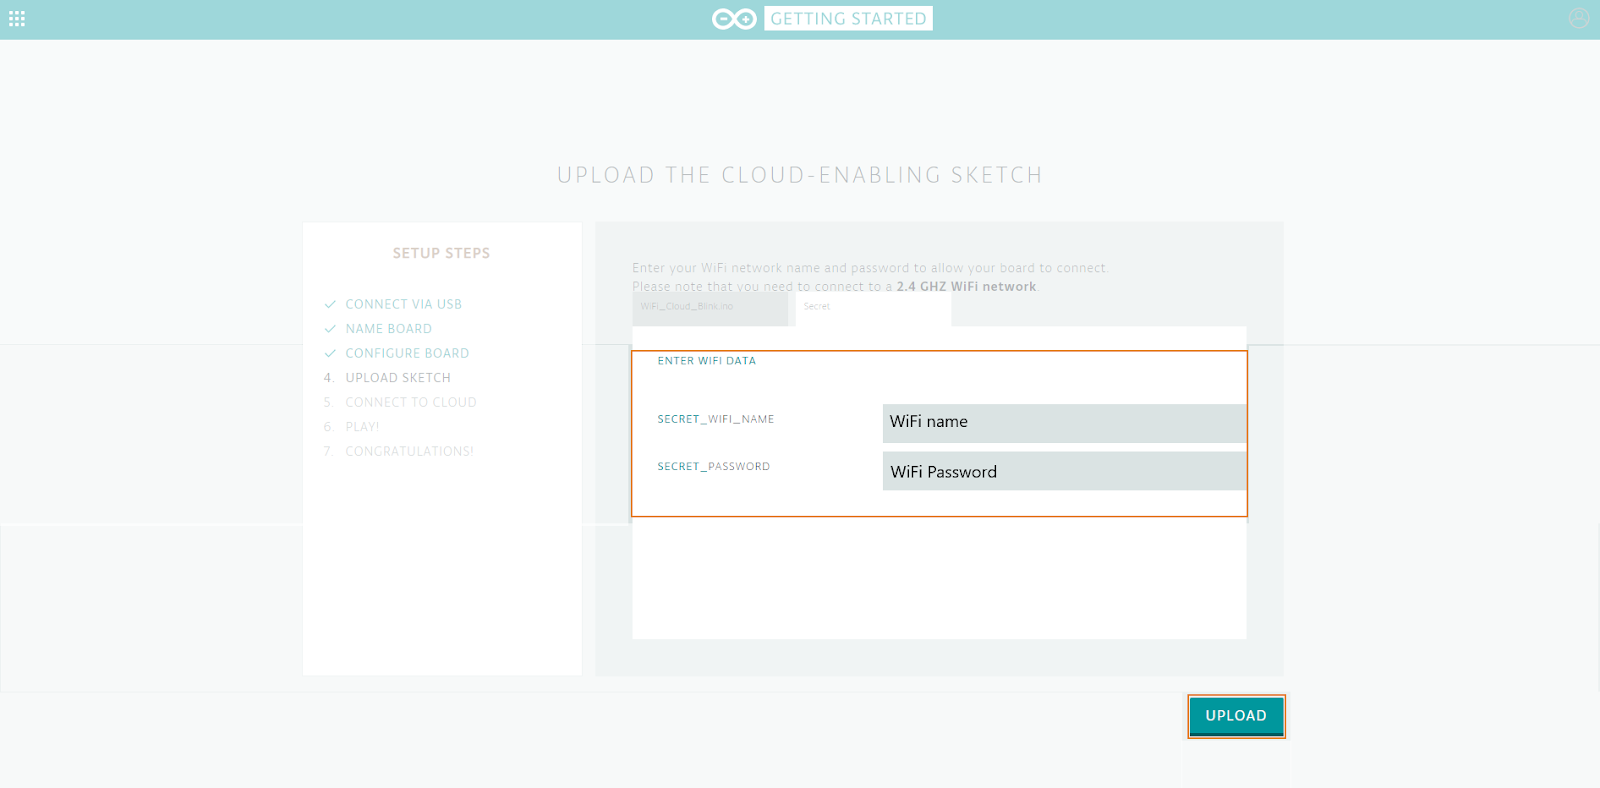 GETTING STARTED
UPLOAD THE CLOUD-ENABLING SKETCH
SETUP STEPS
CONNECT VIA USB
NAME BOARD
CONFIGURE BOARD
4. UPLOAD SKETCH
5. CONNECT TO CLOUD
6. PLAY!
7. CONGRATULATIONS!
Enter your WiFi network name and password to allow your board to connect.
Please note that you need to connect to a 2.4 GHZ WiFi network.
WiFi_Cloud_Blink.ino
Secret
ENTER WIFI DATA
SECRET_WIFI_NAME
WiFi name
SECRET_PASSWORD
WiFi Password
UPLOAD